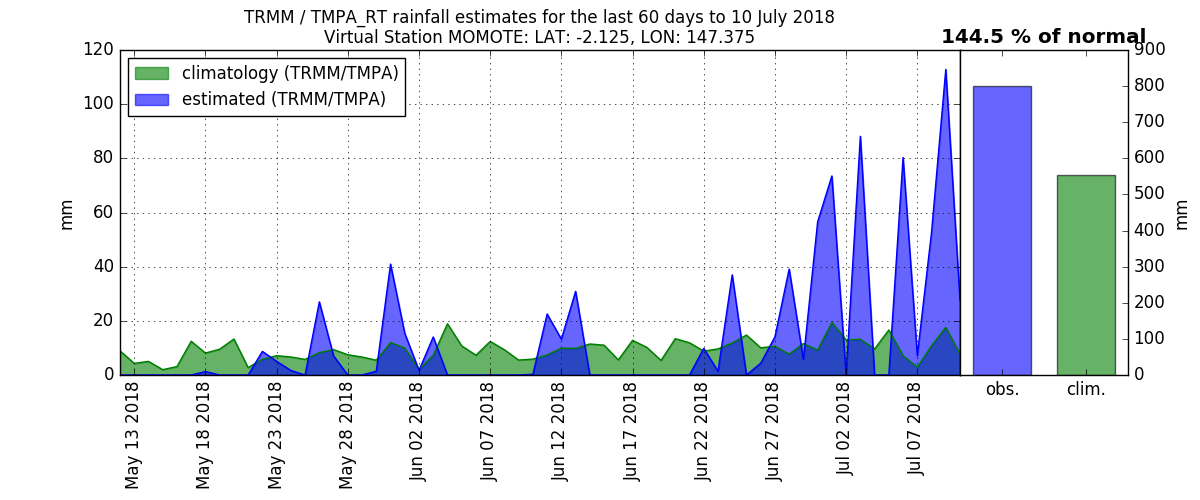 TRMM / TMPA_RT rainfall estimates for the last 60 days to 10 July 2018
Virtual Station MOMOTE: LAT: -2.125, LON: 147.375
144.5 % of normal
climatology (TRMM/TMPA)
estimated (TRMM/TMPA)
mm
120
100
80
60
40
20
0
May 13 2018
May 18 2018
May 23 2018
May 28 2018
Jun 02 2018
Jun 07 2018
Jun 12 2018
Jun 17 2018
Jun 22 2018
Jun 27 2018
Jul 02 2018
Jul 07 2018
obs.
clim.
900
800
700
600
500
400
300
200
100
0
mm